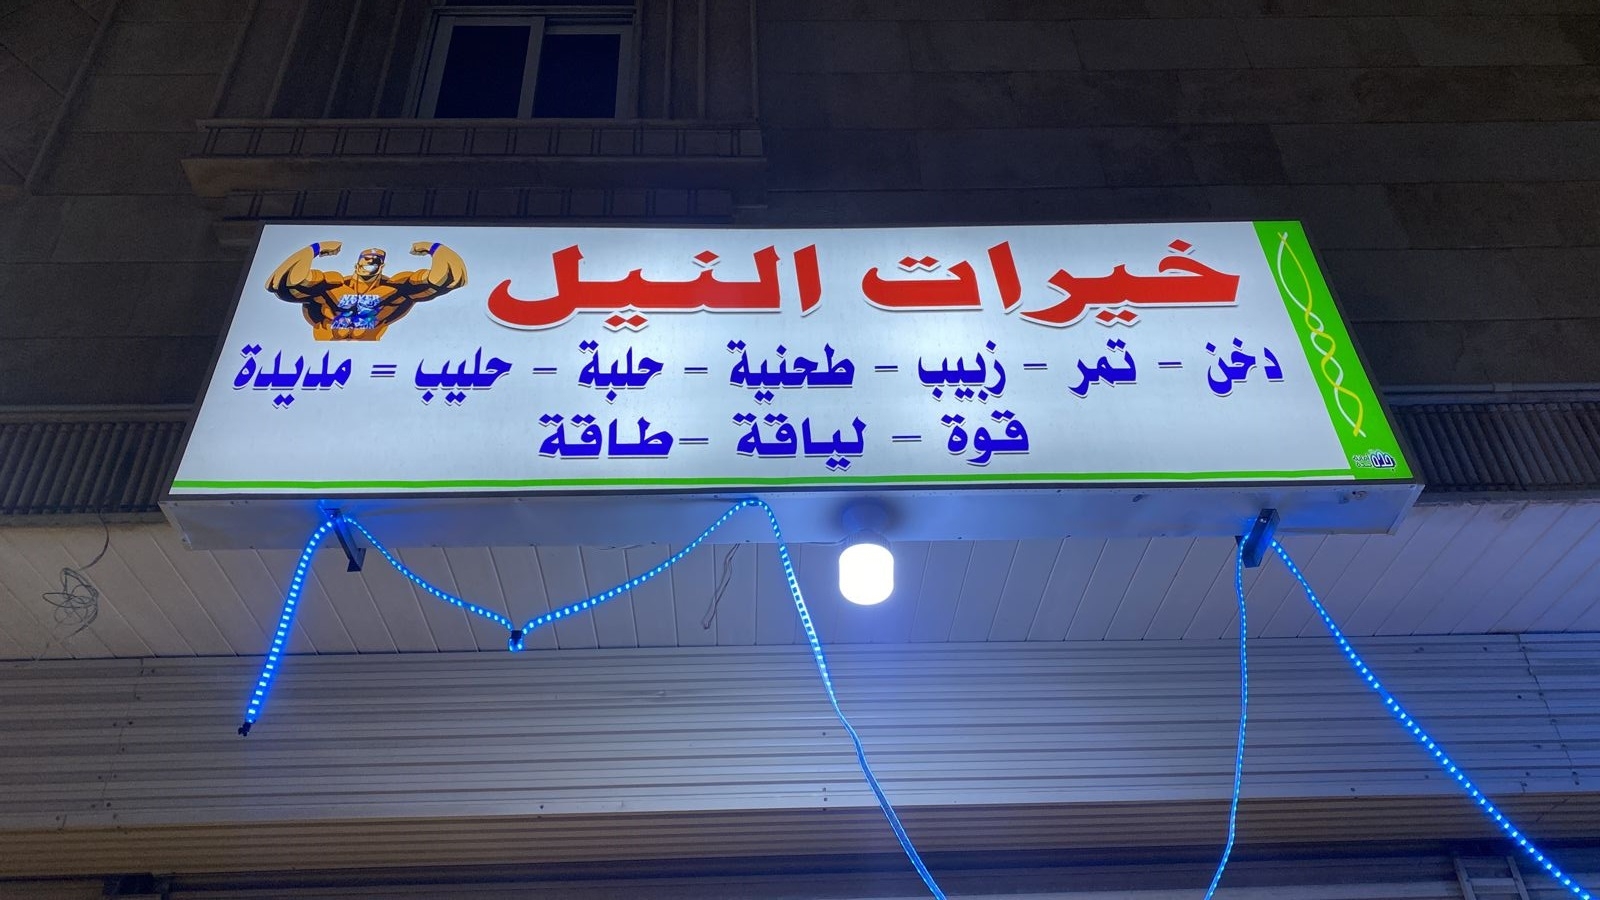 خيرات النيل
دخن - تمر - زبيب - طحنية - حلبة - حليب = مديدة
قوة - لياقة - طاقة